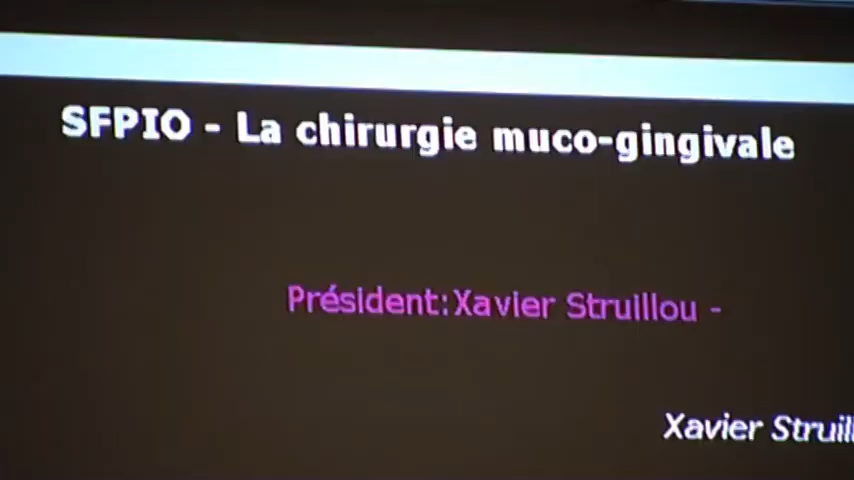 SFPIO - La chirurgie muco-gingivale
Président:Xavier Struillou -
Xavier